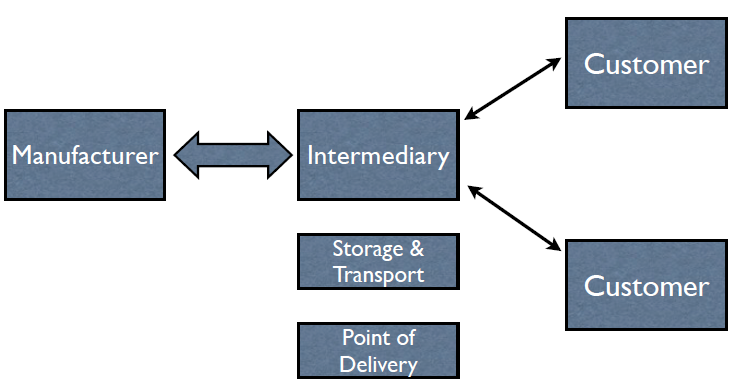 Customer
Manufacturer
Intermediary
Storage &
Transport
Customer
Point of
Delivery